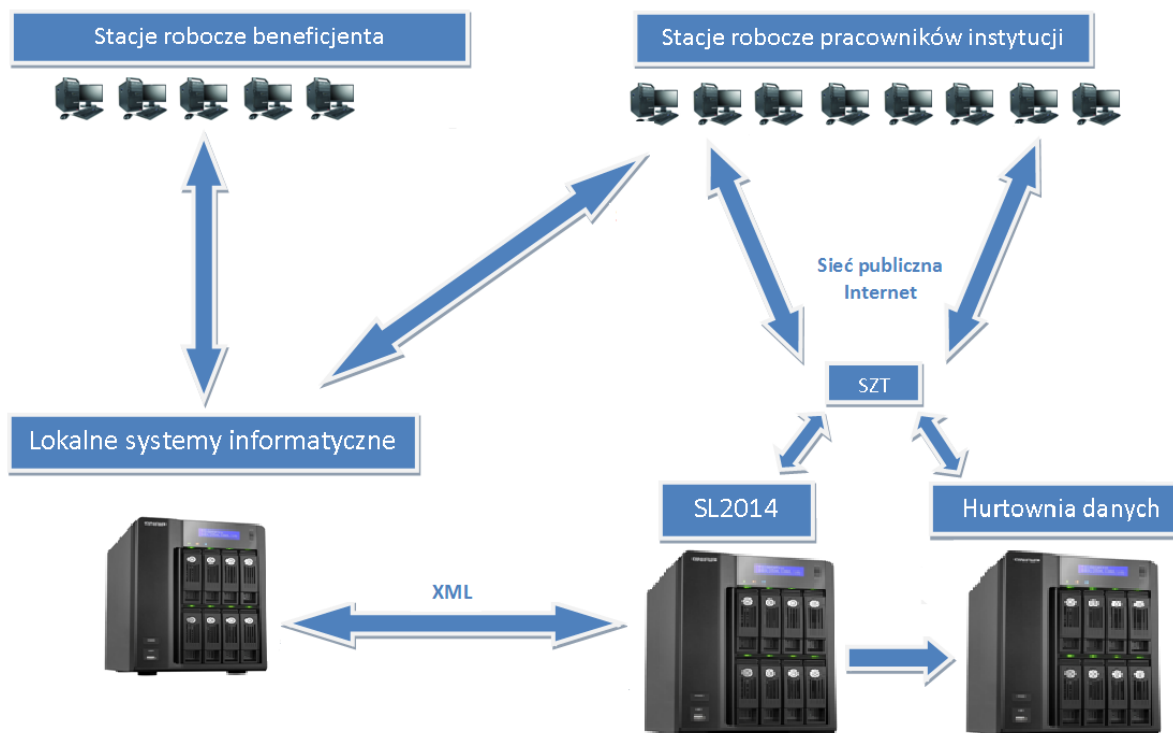 Stacje robocze beneficjenta
Stacje robocze pracowników instytucji
Sieć publiczna
Internet
SZT
Lokalne systemy informatyczne
SL2014
Hurtownia danych
XML